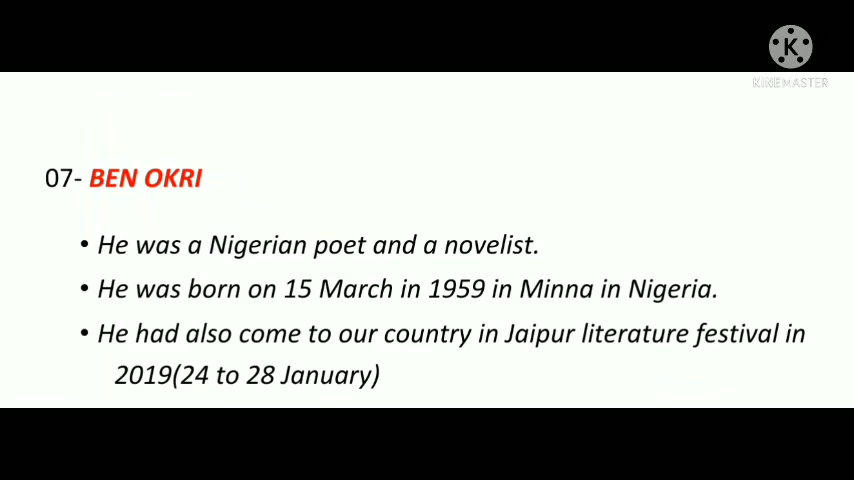 K
KINEMASTER
07- BEN OKRI
• He was a Nigerian poet and a novelist.
• He was born on 15 March in 1959 in Minna in Nigeria.
• He had also come to our country in Jaipur literature festival in
2019(24 to 28 January)